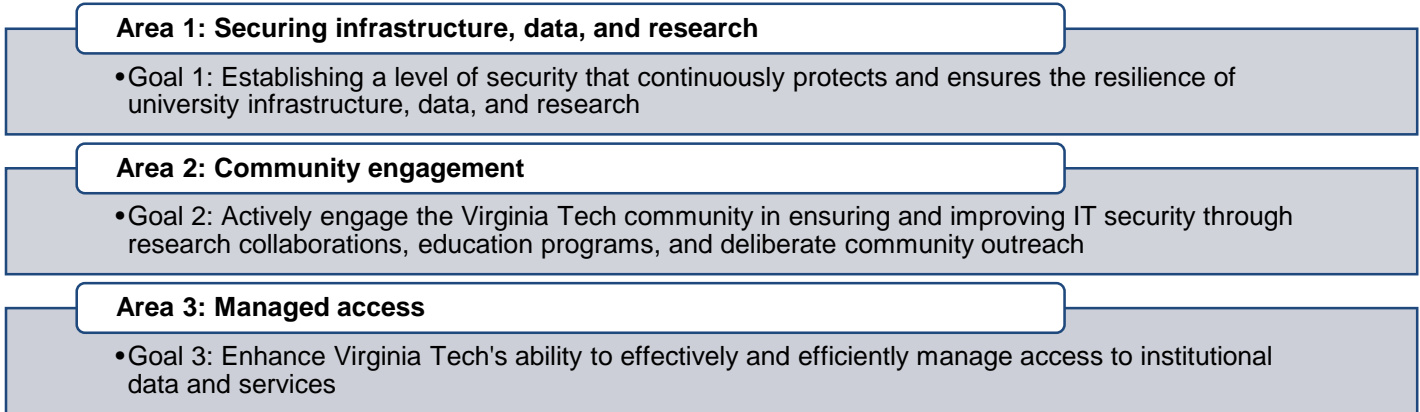 Area 1: Securing infrastructure, data, and research
•Goal 1: Establishing a level of security that continuously protects and ensures the resilience of
university infrastructure, data, and research
Area 2: Community engagement
•Goal 2: Actively engage the Virginia Tech community in ensuring and improving IT security through
research collaborations, education programs, and deliberate community outreach
Area 3: Managed access
•Goal 3: Enhance Virginia Tech's ability to effectively and efficiently manage access to institutional
data and services